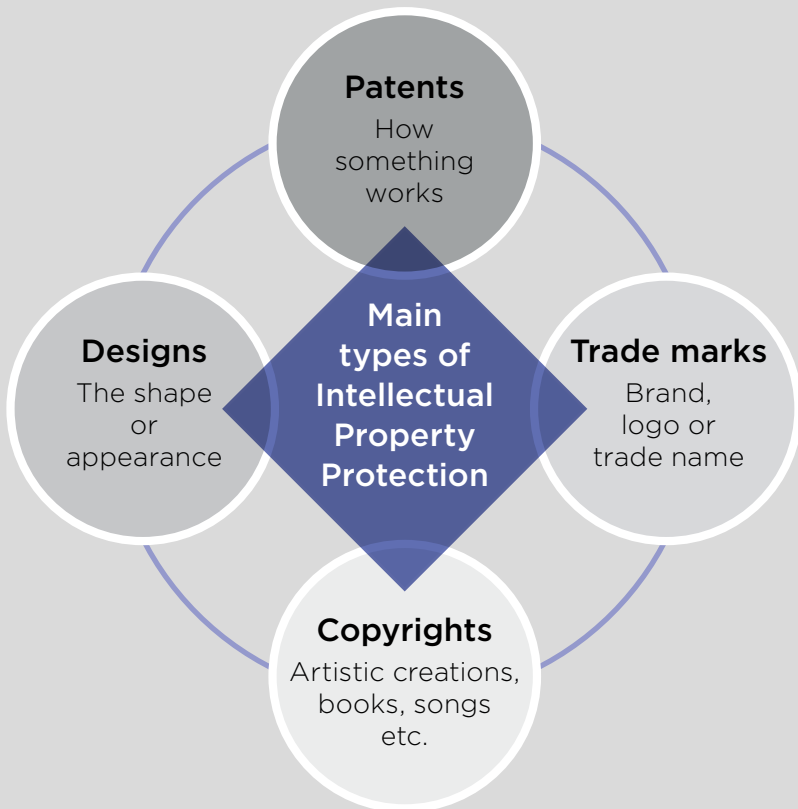 Patents
How
something
works
Designs
The shape
or
appearance
Main
types of
Intellectual
Property
Protection
Trade marks
Brand,
logo or
trade name
Copyrights
Artistic creations,
books, songs
etc.